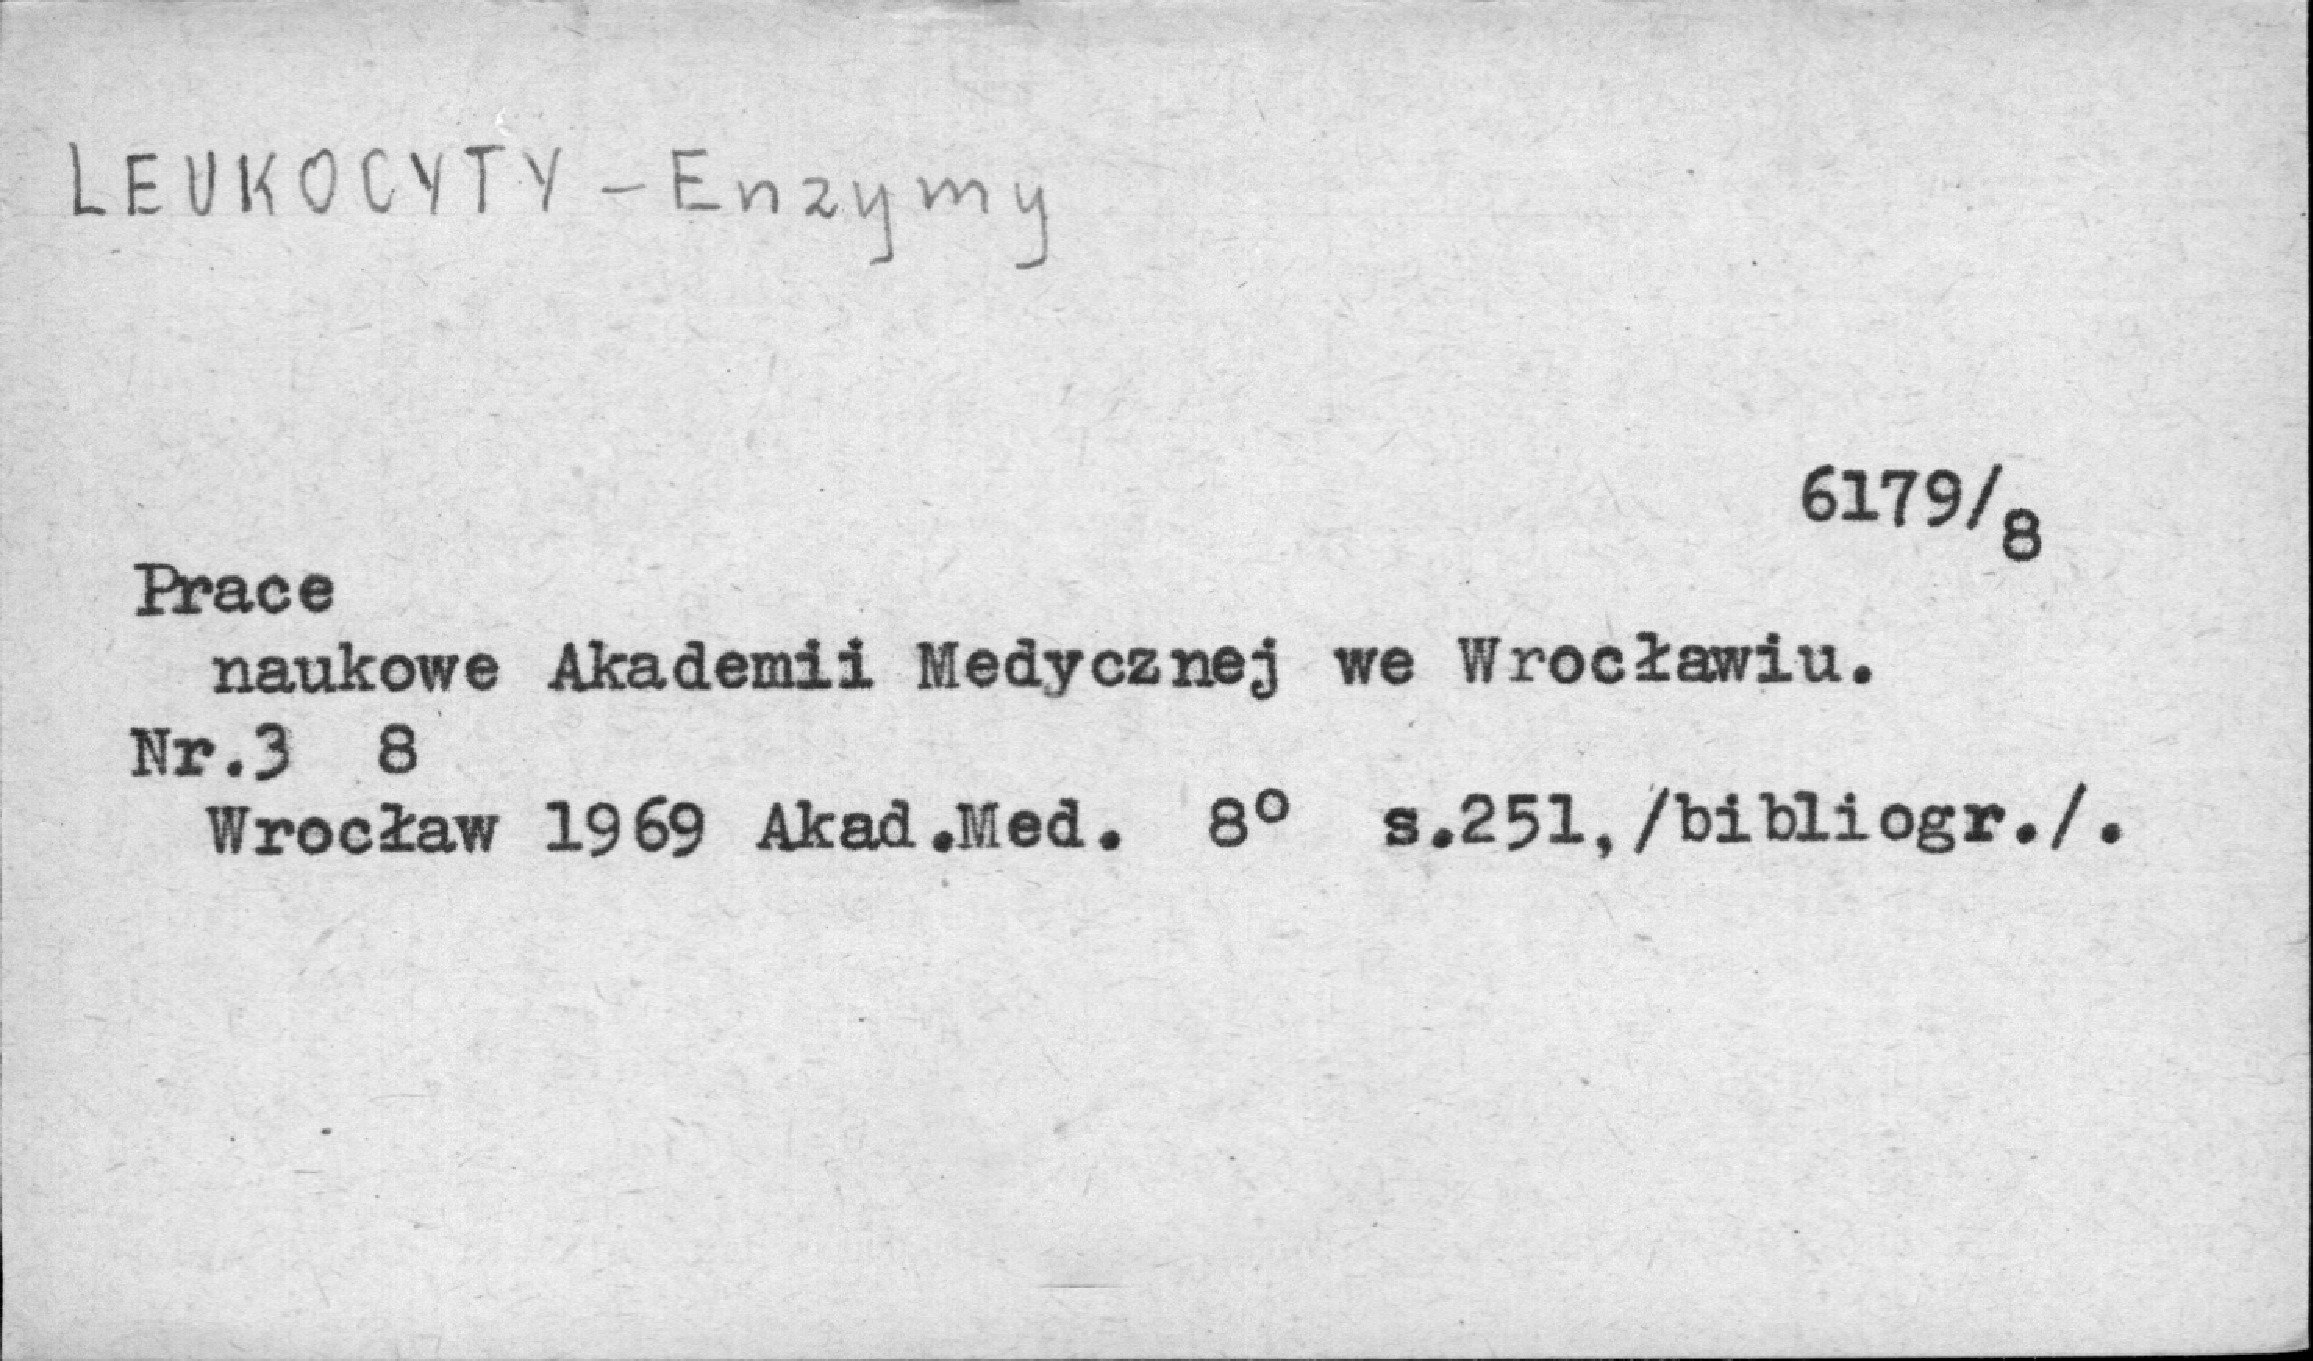 LEUKOCYTY – Enzymy
6179/8
Prace
naukowe Akademii Medycznej we Wrocławiu.
Nr.3 8
Wrocław 1969 Akad.Med. 8° s.251,/bibliogr./.